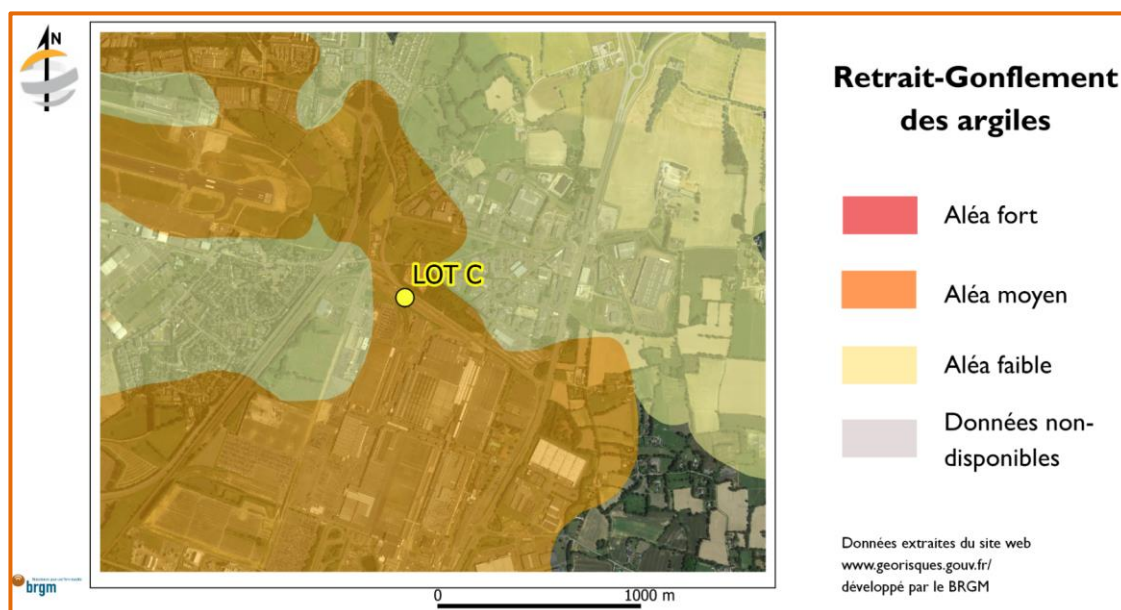 N
LOT C
Retrait-Gonflement
des argiles
Aléa fort
Aléa moyen
Aléa faible
Données non-
disponibles
Données extraites du site web
www.georisques.gouv.fr/
développé par le BRGM
brgm
0 1000 m